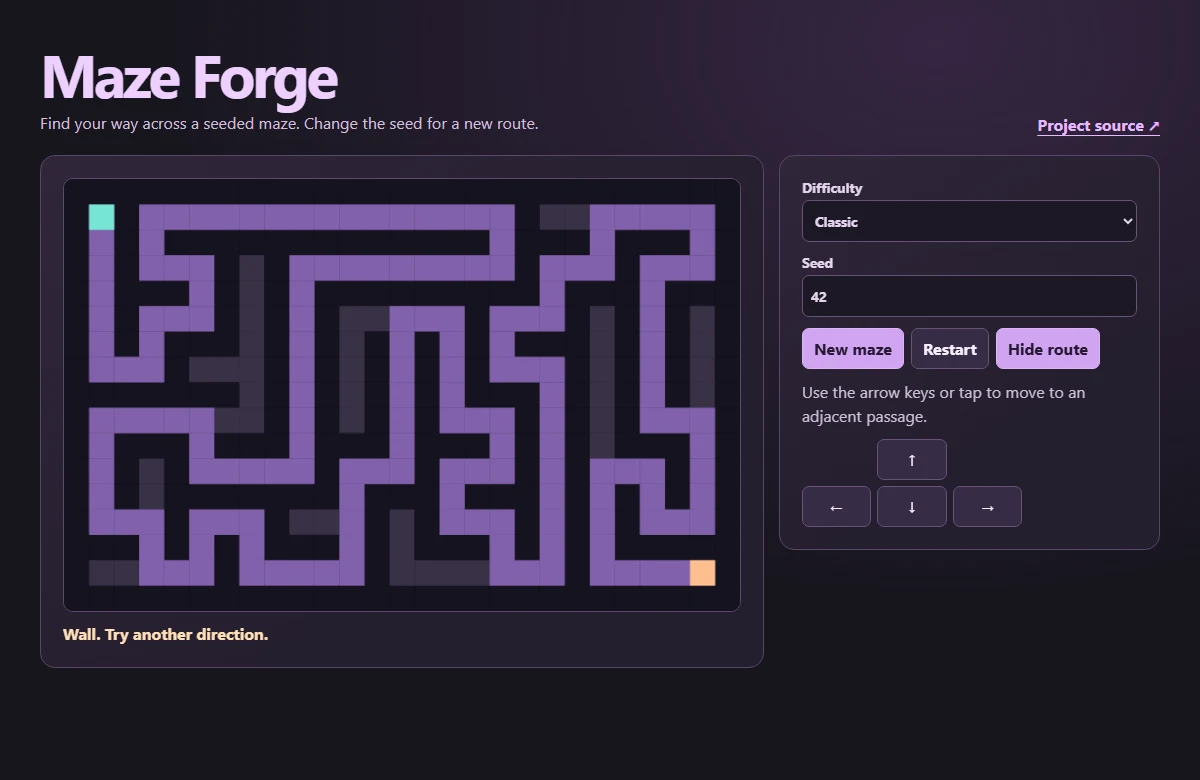 Maze Forge
Find your way across a seeded maze. Change the seed for a new route.
Project source ↗
Difficulty
Classic
Seed
42
New maze
Restart
Hide route
Use the arrow keys or tap to move to an
adjacent passage.
↑
← ↓ →
Wall. Try another direction.